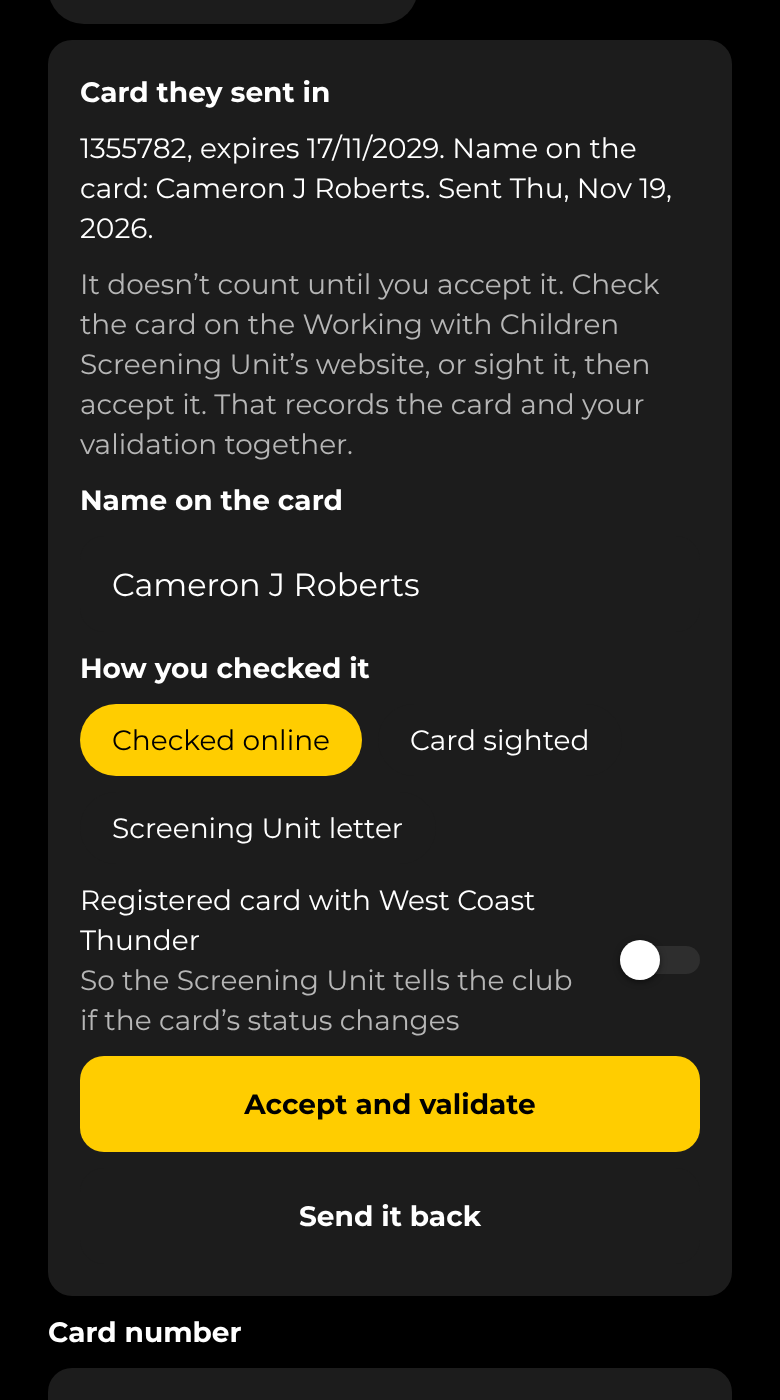 Card they sent in
1355782, expires 17/11/2029. Name on the
card: Cameron J Roberts. Sent Thu, Nov 19,
2026.
It doesn’t count until you accept it. Check
the card on the Working with Children
Screening Unit’s website, or sight it, then
accept it. That records the card and your
validation together.
Name on the card
Cameron J Roberts
How you checked it
Checked online
Card sighted
Screening Unit letter
Registered card with West Coast
Thunder
So the Screening Unit tells the club
if the card’s status changes
Accept and validate
Send it back
Card number